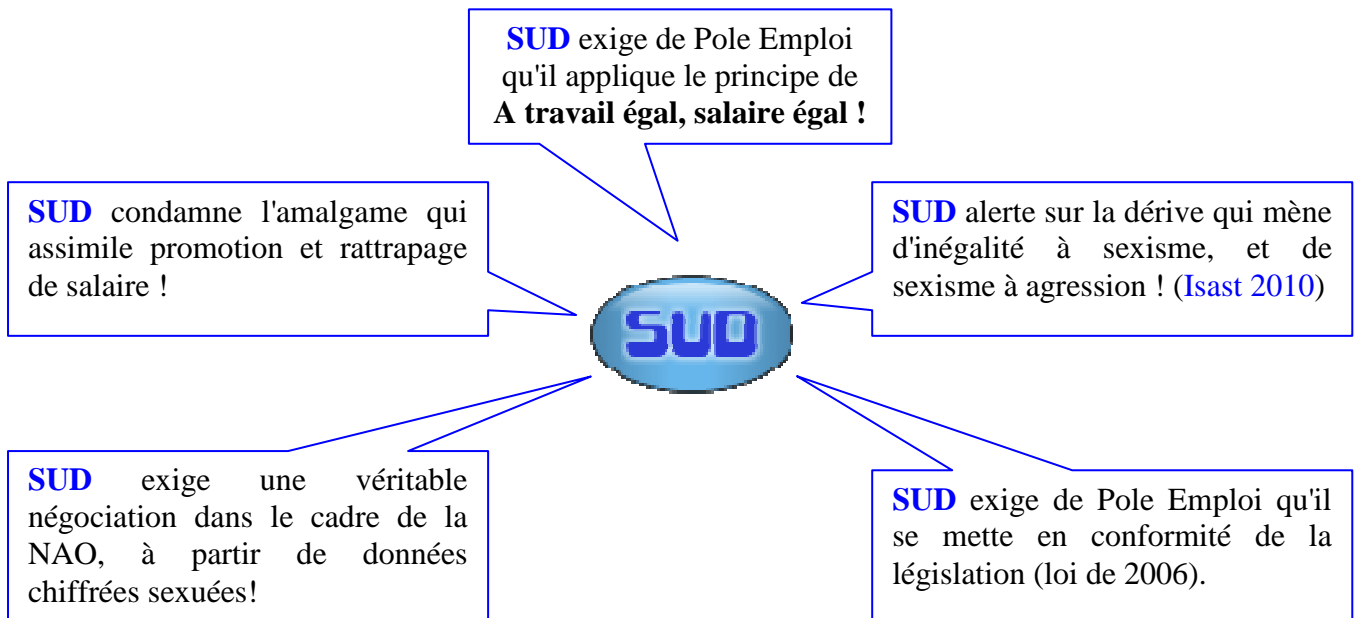 SUD exige de Pole Emploi
qu'il applique le principe de
A travail égal, salaire égal !
SUD condamne l'amalgame qui
assimile promotion et rattrapage
de salaire !
SUD alerte sur la dérive qui mène
d'inégalité à sexisme, et de
sexisme à agression ! (Isast 2010)
SUD
SUD exige une véritable
négociation dans le cadre de la
NAO, à partir de données
chiffrées sexuées!
SUD exige de Pole Emploi qu'il
se mette en conformité de la
législation (loi de 2006).